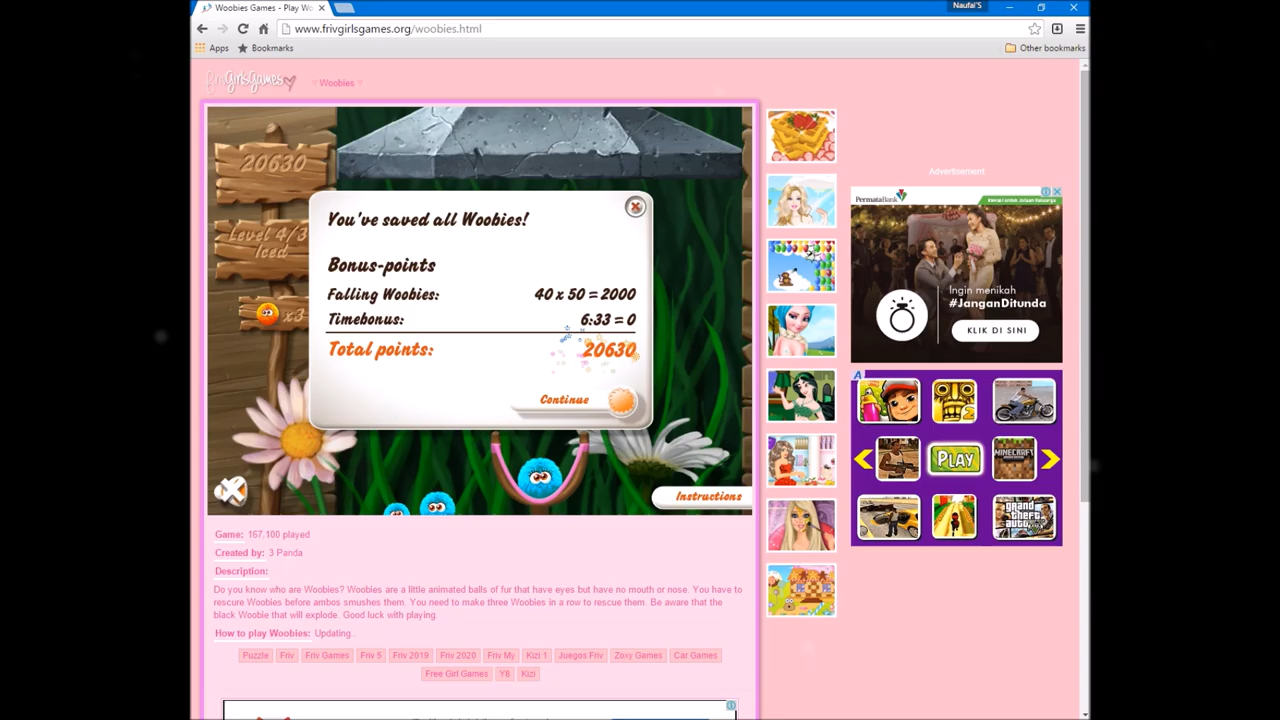 Woobies Games - Play Wo
Naufal'S
www.frivgirlsgames.org/woobies.html
Apps
Bookmarks
Other bookmarks
FrivGirlsGames
Woobies
20630
Level 4/3
Iced
x3
You've saved all Woobies!
Bonus-points
Falling Woobies: 40 x 50 = 2000
Timebonus: 6:33 = 0
Total points: 20630
Continue
Instructions
Advertisement
PermataBank
Ingin menikah
#JanganDitunda
KLIK DI SINI
2
PLAY
MINECRAFT
grand
theft
auto
Game: 167,100 played
Created by: 3 Panda
Description:
Do you know who are Woobies? Woobies are a little animated balls of fur that have eyes but have no mouth or nose. You have to
rescure Woobies before ambos smushes them. You need to make three Woobies in a row to rescue them. Be aware that the
black Woobie that will explode. Good luck with playing.
How to play Woobies: Updating..
Puzzle Friv Friv Games Friv 5 Friv 2019 Friv 2020 Friv My Kizi 1 Juegos Friv Zoxy Games Car Games
Free Girl Games Y8 Kizi